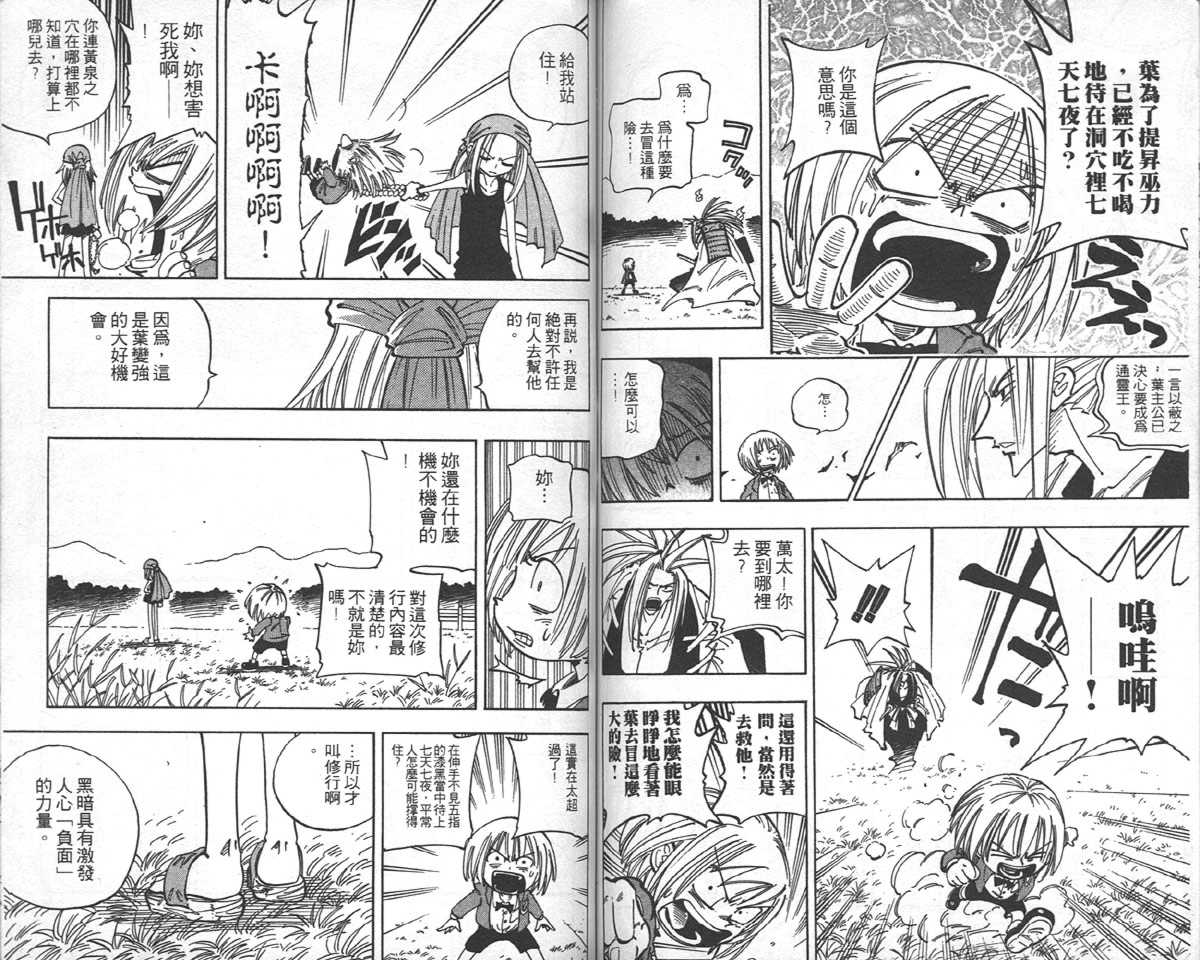 葉為了提昇巫力
，已經不吃不喝
地待在洞穴裡七
天七夜了？
你是這個
意思嗎？
ズズズっ
為…
為什麼要
去冒這種
險…！
コッ
一言以蔽之
，葉主公已
決心要成為
通靈王。
怎…
怎麼可以
！
嗚哇啊
——！
!!
萬太！你
要到哪裡
去？
這還用得著
問，當然是
去救他！
我怎麼能眼
睜睜地看著
葉去冒這麼
大的險！
給我站
住！
ビビッ
卡啊啊啊啊！
妳、妳想害
死我啊——
！
你連黃泉之
穴在哪裡都不
知道，打算上
哪兒去？
ゲホ
ゲホ
再說，我是
絕對不許任
何人去幫他
的。
因為，這
是葉變強
的大好機
會。
妳…
妳還在什麼
機不機會的
！
對這次修
行內容最
清楚的，
不就是妳
嗎！
這實在太超
過了！
在伸手不見五指
的漆黑當中待上
七天七夜，平常
人怎麼可能撐得
住？
…所以才
叫修行啊
。
黑暗具有激發
人心「負面」
的力量。